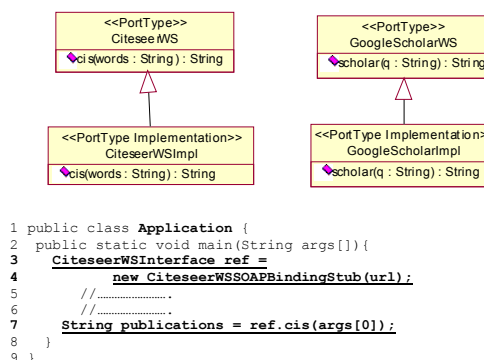 <<PortType>>
CiteseerWS
cis(words : String) : String
<<PortType>>
GoogleScholarWS
scholar(q : String) : String
<<PortType Implementation>>
CiteseerWSImpl
cis(words : String) : String
<<PortType Implementation>
GoogleScholarImpl
scholar(q : String) : String
1 public class Application {
2 public static void main(String args[]){
3 CiteseerWSInterface ref =
4 new CiteseerWSSOAPBindingStub(url);
5 //…………………….
6 //…………………….
7 String publications = ref.cis(args[0]);
8 }
9 }